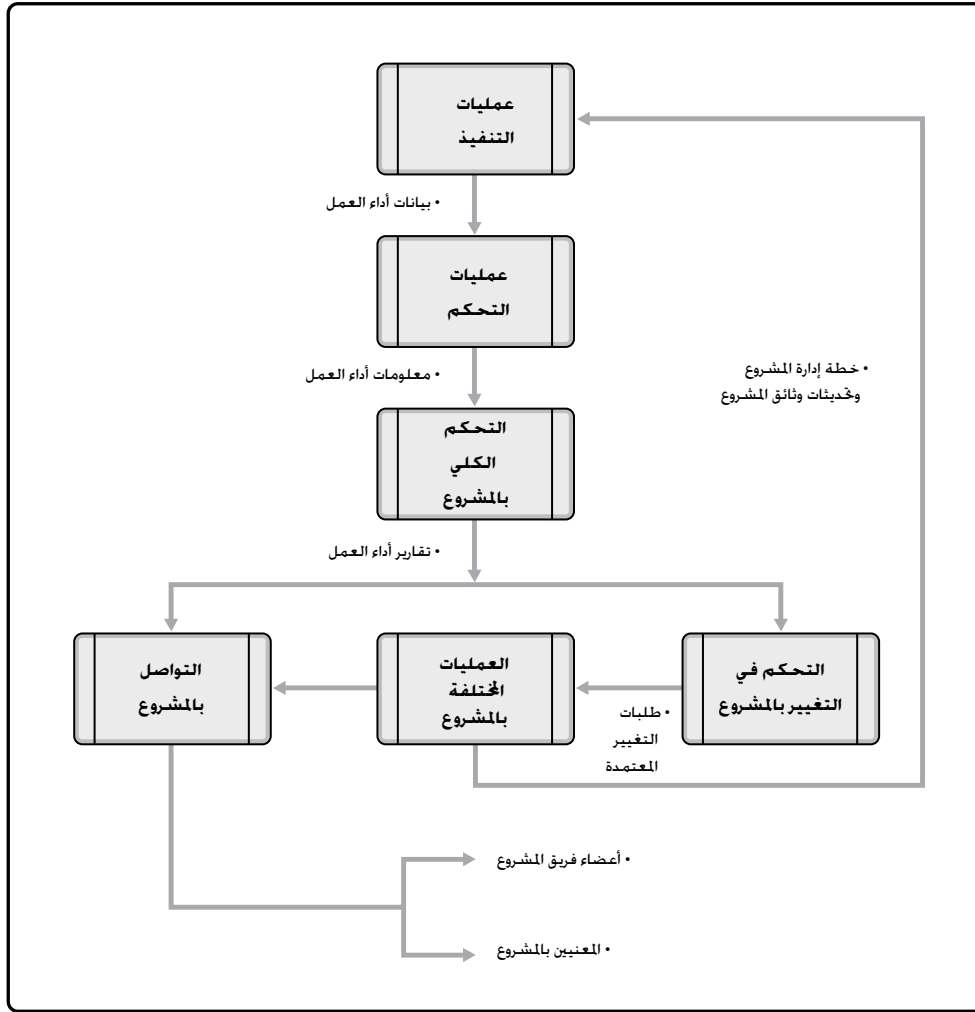 عمليات
التنفيذ
• بيانات أداء العمل
عمليات
التحكم
• خطة إدارة المشروع
وتحديثات وثائق المشروع
• معلومات أداء العمل
التحكم
الكلي
بالمشروع
• تقارير أداء العمل
التحكم في
التغيير بالمشروع
• طلبات
التغيير
المعتمدة
العمليات
المختلفة
بالمشروع
التواصل
بالمشروع
• أعضاء فريق المشروع
• المعنيين بالمشروع